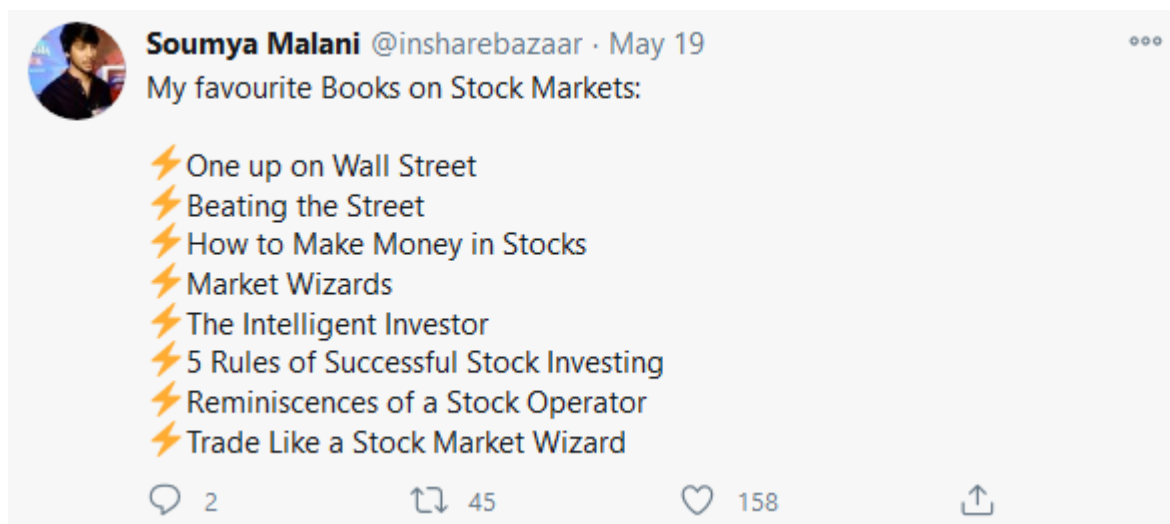 Soumya Malani @insharebazaar · May 19
My favourite Books on Stock Markets:
⚡One up on Wall Street
⚡Beating the Street
⚡How to Make Money in Stocks
⚡Market Wizards
⚡The Intelligent Investor
⚡5 Rules of Successful Stock Investing
⚡Reminiscences of a Stock Operator
⚡Trade Like a Stock Market Wizard
2 45 158